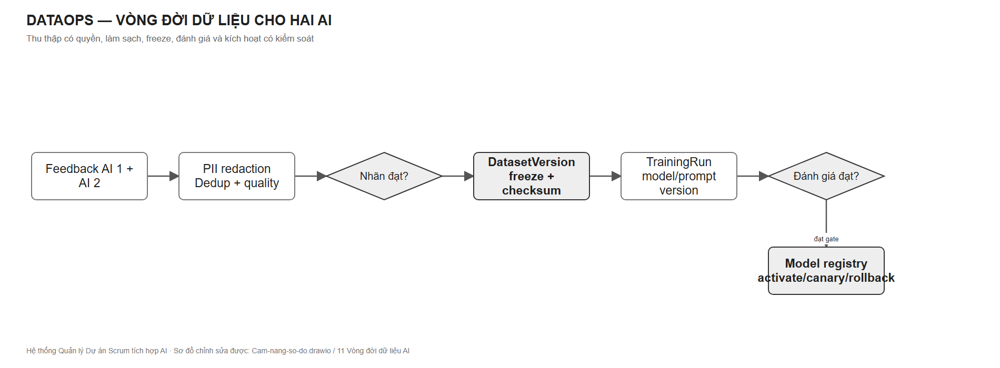 DATAOPS — VÒNG ĐỜI DỮ LIỆU CHO HAI AI
Thu thập có quyền, làm sạch, freeze, đánh giá và kích hoạt có kiểm soát
Feedback AI 1 +
AI 2
PII redaction
Dedup + quality
Nhãn đạt?
DatasetVersion
freeze +
checksum
TrainingRun
model/prompt
version
Đánh giá đạt?
đạt gate
Model registry
activate/canary/rollback
Hệ thống Quản lý Dự án Scrum tích hợp AI · Sơ đồ chỉnh sửa được: Cam-nang-so-do.drawio / 11 Vòng đời dữ liệu AI